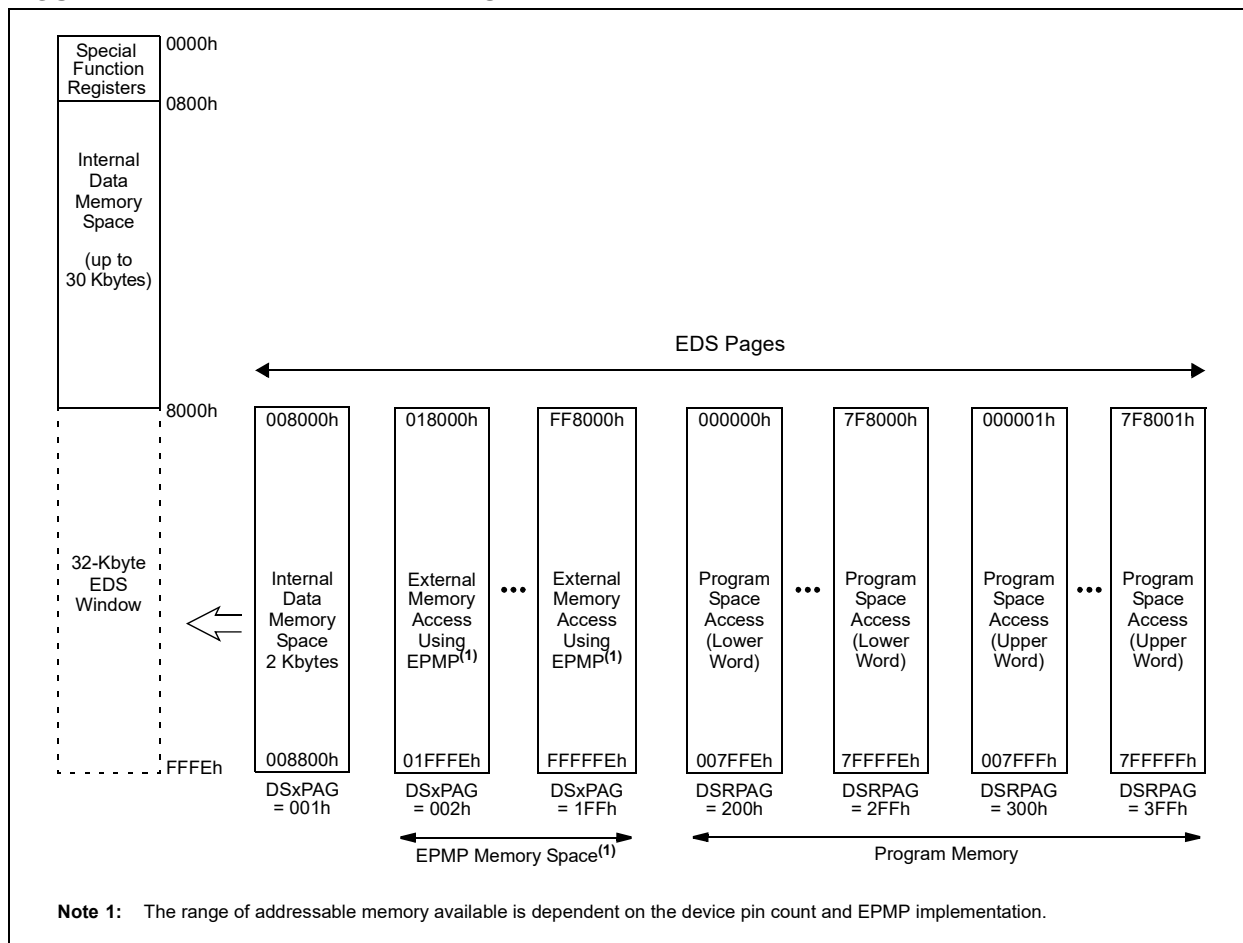 Special
Function
Registers
0000h
0800h
Internal
Data
Memory
Space
(up to
30 Kbytes)
EDS Pages
8000h
32-Kbyte
EDS
Window
FFFEh
008000h
Internal
Data
Memory
Space
2 Kbytes
008800h
DSxPAG
= 001h
018000h
External
Memory
Access
Using
EPMP(1)
01FFFEh
DSxPAG
= 002h
•••
FF8000h
External
Memory
Access
Using
EPMP(1)
FFFFFEh
DSxPAG
= 1FFh
000000h
Program
Space
Access
(Lower
Word)
007FFEh
DSRPAG
= 200h
•••
7F8000h
Program
Space
Access
(Lower
Word)
7FFFFEh
DSRPAG
= 2FFh
000001h
Program
Space
Access
(Upper
Word)
007FFFh
DSRPAG
= 300h
•••
7F8001h
Program
Space
Access
(Upper
Word)
7FFFFFh
DSRPAG
= 3FFh
EPMP Memory Space(1)
Program Memory
Note 1: The range of addressable memory available is dependent on the device pin count and EPMP implementation.